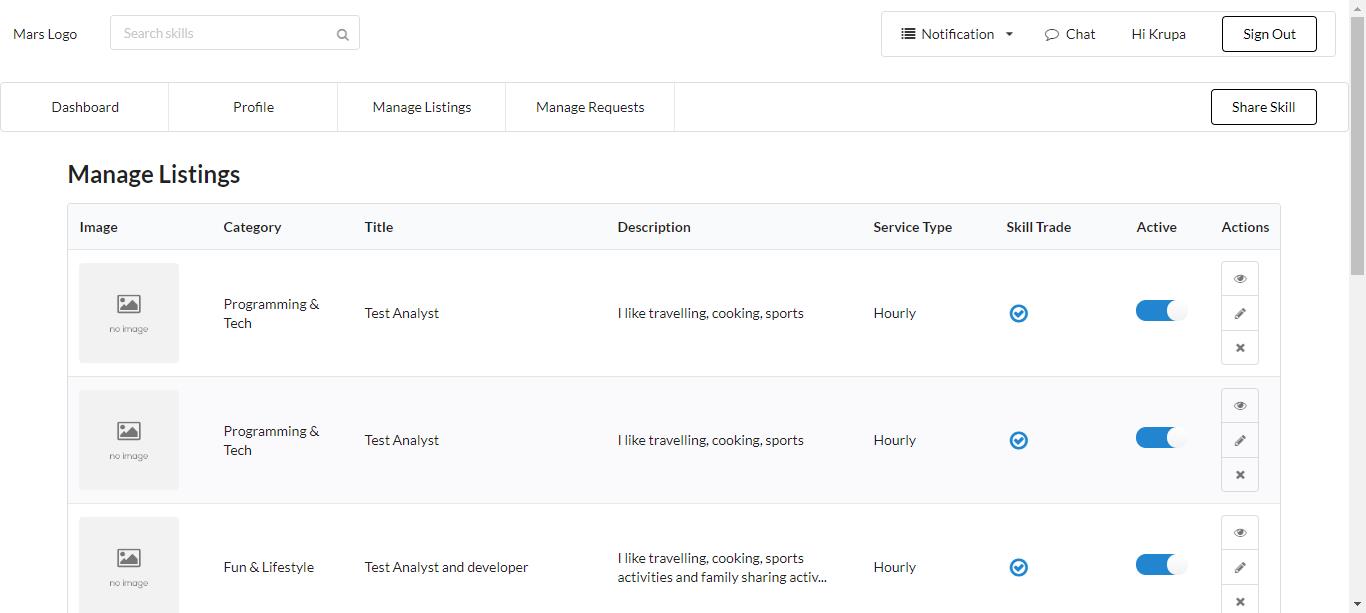 Mars Logo
Search skills
Notification
Chat
Hi Krupa
Sign Out
Dashboard
Profile
Manage Listings
Manage Requests
Share Skill
Manage Listings
Image Category Title Description Service Type Skill Trade Active Actions
no image
Programming &
Tech
Test Analyst
I like travelling, cooking, sports
Hourly
no image
Programming &
Tech
Test Analyst
I like travelling, cooking, sports
Hourly
no image
Fun & Lifestyle
Test Analyst and developer
I like travelling, cooking, sports
activities and family sharing activ...
Hourly